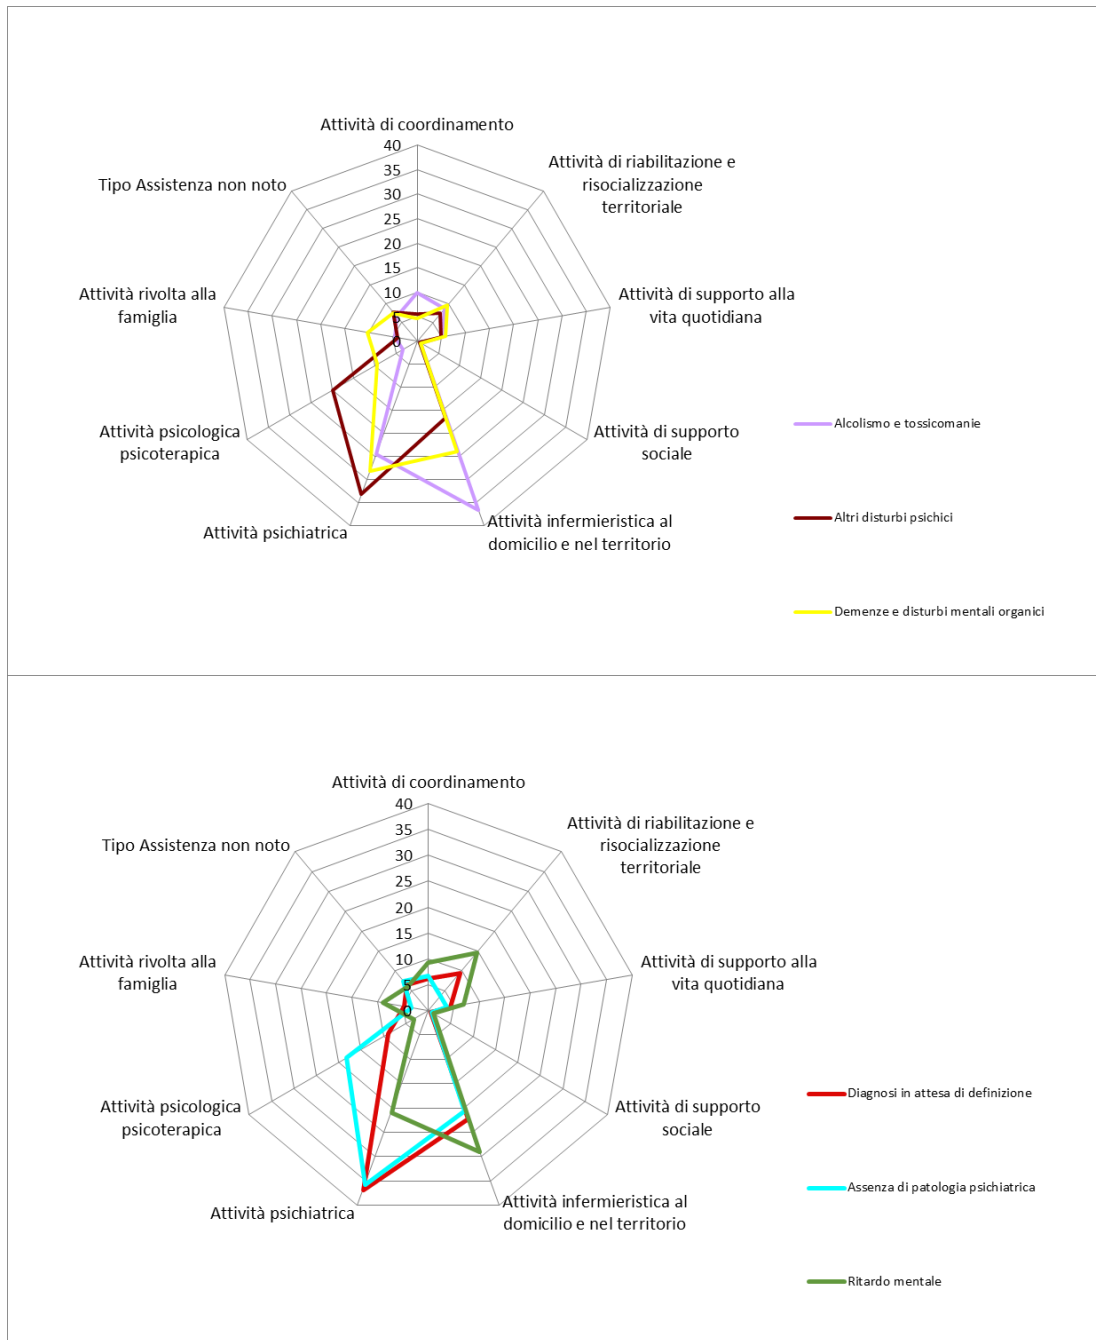 Attività di coordinamento
40
35
30
25
20
15
10
5
0
Attività di riabilitazione e
risocializzazione
territoriale
Attività di supporto alla
vita quotidiana
Attività di supporto
sociale
Attività infermieristica al
domicilio e nel territorio
Attività psichiatrica
Attività psicologica
psicoterapica
Attività rivolta alla
famiglia
Tipo Assistenza non noto
Alcolismo e tossicomanie
Altri disturbi psichici
Demenze e disturbi mentali organici
Attività di coordinamento
40
35
30
25
20
15
10
5
0
Attività di riabilitazione e
risocializzazione
territoriale
Attività di supporto alla
vita quotidiana
Attività di supporto
sociale
Attività infermieristica al
domicilio e nel territorio
Attività psichiatrica
Attività psicologica
psicoterapica
Attività rivolta alla
famiglia
Tipo Assistenza non noto
Diagnosi in attesa di definizione
Assenza di patologia psichiatrica
Ritardo mentale